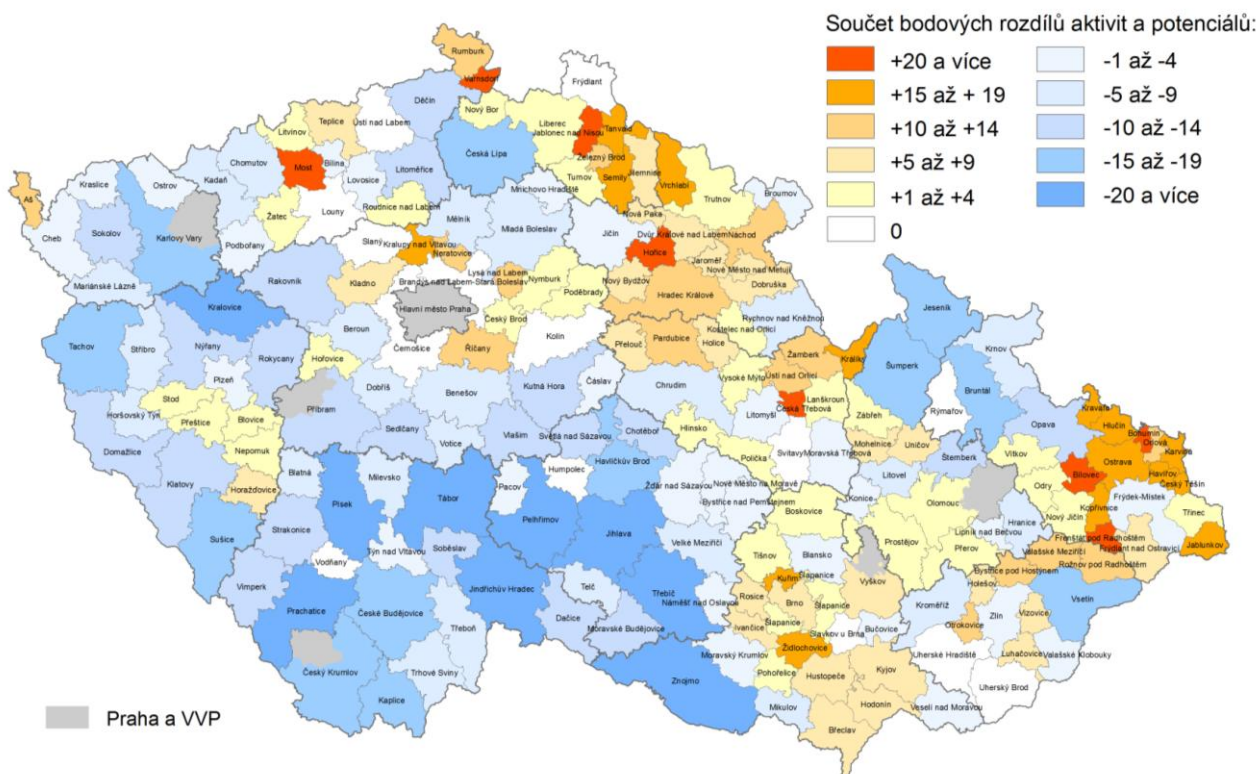 Součet bodových rozdílů aktivit a potenciálů:
+20 a více
+15 až + 19
+10 až +14
+5 až +9
+1 až +4
0
-1 až -4
-5 až -9
-10 až -14
-15 až -19
-20 a více
Rumburk
Varnsdorf
Frýdlant
Děčín
Nový Bor
Liberec
Jablonec nad Nisou
Tanvald
Teplice
Ústí nad Labem
Litvínov
Česká Lípa
Železný Brod
Jilemnice
Vrchlabí
Most
Bílina
Litoměřice
Semily
Turnov
Trutnov
Chomutov
Kadaň
Lovosice
Mnichovo Hradiště
Broumov
Kraslice
Ostrov
Louny
Roudnice nad Labem
Nová Paka
Aš
Žatec
Mělník
Mladá Boleslav
Jičín
Dvůr Králové nad Labem
Náchod
Cheb
Sokolov
Karlovy Vary
Podbořany
Slaný
Kralupy nad Vltavou
Neratovice
Hořice
Jaroměř
Nové Město nad Metují
Mariánské Lázně
Rakovník
Kladno
Lysá nad Labem
Brandýs nad Labem-Stará Boleslav
Nymburk
Poděbrady
Nový Bydžov
Dobruška
Hradec Králové
Kralovice
Hlavní město Praha
Český Brod
Rychnov nad Kněžnou
Kostelec nad Orlicí
Jeseník
Beroun
Kolín
Tachov
Stříbro
Nýřany
Rokycany
Hořovice
Černošice
Říčany
Přelouč
Pardubice
Holice
Žamberk
Králíky
Krnov
Ústí nad Orlicí
Šumperk
Plzeň
Dobříš
Benešov
Kutná Hora
Čáslav
Chrudim
Vysoké Mýto
Bruntál
Horšovský Týn
Stod
Příbram
Lanškroun
Česká Třebová
Rýmařov
Kravaře
Přeštice
Blovice
Sedlčany
Litomyšl
Zábřeh
Opava
Hlučín
Votice
Vlašim
Světlá nad Sázavou
Chotěboř
Hlinsko
Bohumín
Orlová
Karviná
Domažlice
Nepomuk
Polička
Svitavy
Moravská Třebová
Mohelnice
Uničov
Šternberk
Vítkov
Ostrava
Havířov
Český Těšín
Klatovy
Horažďovice
Blatná
Milevsko
Humpolec
Havlíčkův Brod
Žďár nad Sázavou
Nové Město na Moravě
Litovel
Bílovec
Pacov
Bystřice nad Pernštejnem
Konice
Odry
Frýdek-Místek
Písek
Tábor
Pelhřimov
Boskovice
Olomouc
Kopřivnice
Třinec
Sušice
Strakonice
Jihlava
Velké Meziříčí
Prostějov
Přerov
Lipník nad Bečvou
Hranice
Nový Jičín
Frenštát pod Radhoštěm
Frýdlant nad Ostravicí
Jablunkov
Vodňany
Týn nad Vltavou
Soběslav
Tišnov
Blansko
Valašské Meziříčí
Rožnov pod Radhoštěm
Bystřice pod Hostýnem
Vimperk
Jindřichův Hradec
Telč
Třebíč
Náměšť nad Oslavou
Kuřim
Šlapanice
Vyškov
Holešov
Vsetín
Prachatice
České Budějovice
Třeboň
Dačice
Moravské Budějovice
Rosice
Brno
Šlapanice
Kroměříž
Otrokovice
Zlín
Vizovice
Ivančice
Šlapanice
Slavkov u Brna
Bučovice
Luhačovice
Valašské Klobouky
Český Krumlov
Trhové Sviny
Moravský Krumlov
Židlochovice
Uherské Hradiště
Kaplice
Znojmo
Pohořelice
Hustopeče
Kyjov
Uherský Brod
Mikulov
Hodonín
Veselí nad Moravou
Břeclav
Praha a VVP